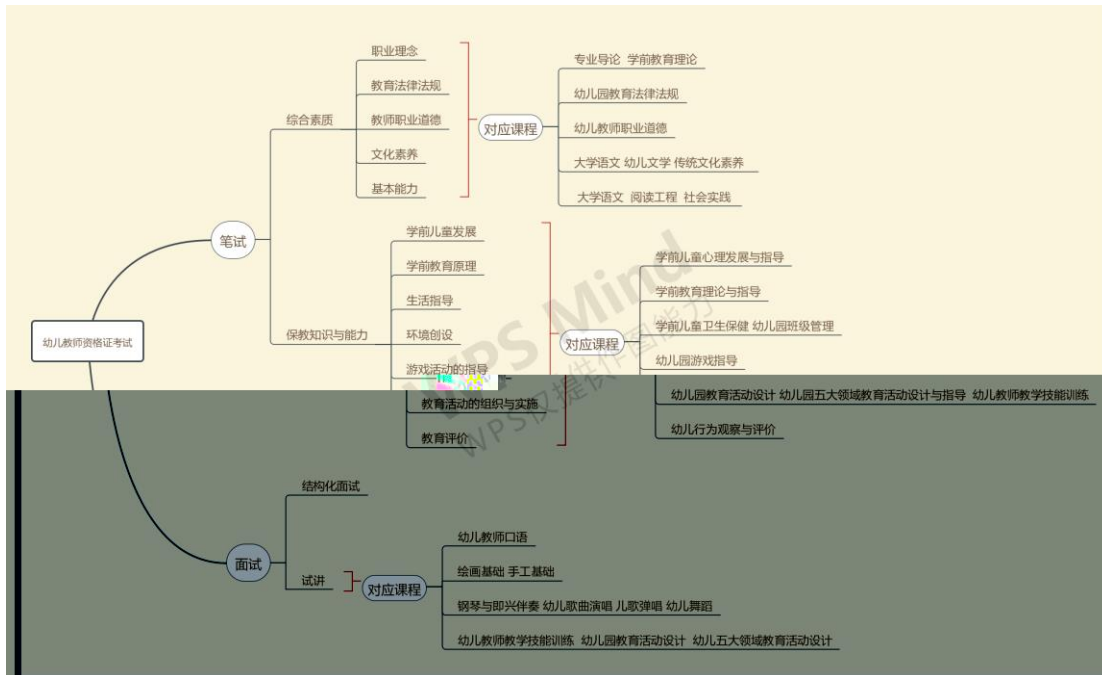 幼儿教师资格证考试
笔试
综合素质
职业理念
教育法律法规
教师职业道德
文化素养
基本能力
对应课程
专业导论 学前教育理论
幼儿园教育法律法规
幼儿教师职业道德
大学语文 幼儿文学 传统文化素养
大学语文 阅读工程 社会实践
保教知识与能力
学前儿童发展
学前教育原理
生活指导
环境创设
游戏活动的指导
教育活动的组织与实施
教育评价
对应课程
学前儿童心理发展与指导
学前教育理论与指导
学前儿童卫生保健 幼儿园班级管理
幼儿园游戏指导
幼儿园教育活动设计 幼儿园五大领域教育活动设计与指导 幼儿教师教学技能训练
幼儿行为观察与评价
面试
结构化面试
试讲
对应课程
幼儿教师口语
绘画基础 手工基础
钢琴与即兴伴奏 幼儿歌曲演唱 儿歌弹唱 幼儿舞蹈
幼儿教师教学技能训练 幼儿园教育活动设计 幼儿五大领域教育活动设计
WPS Mind
WPS仅提供作图能力